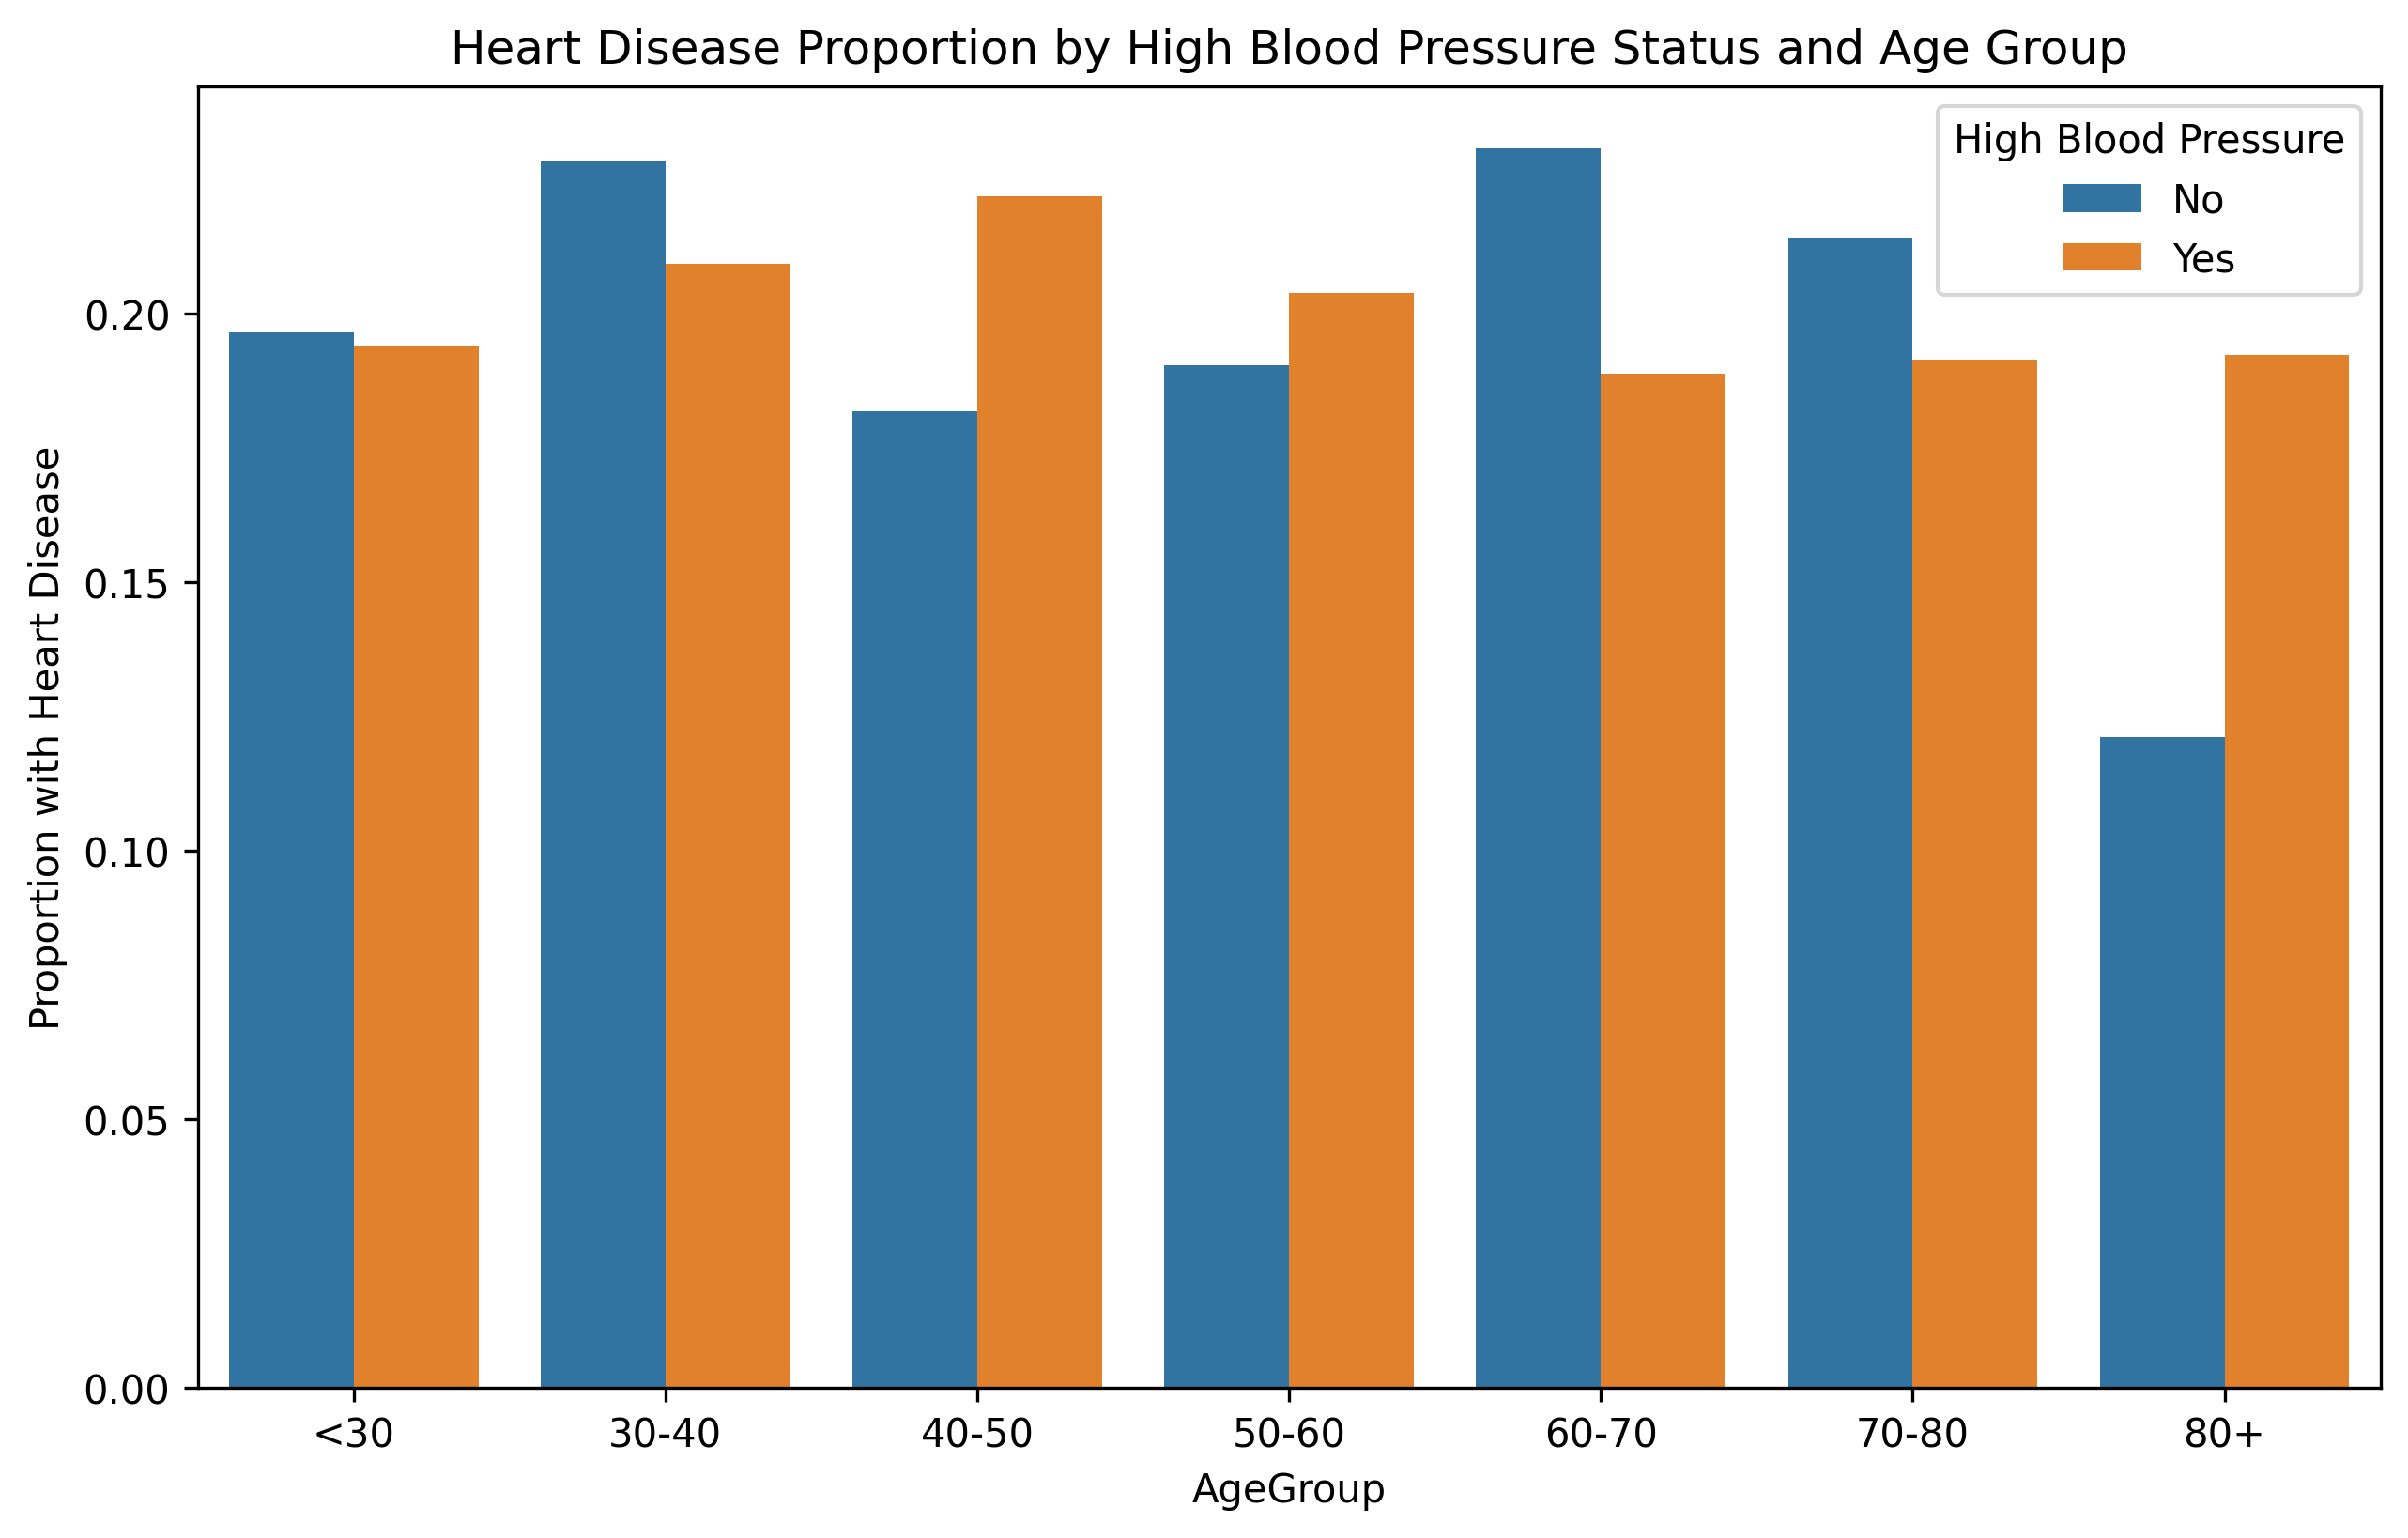 Heart Disease Proportion by High Blood Pressure Status and Age Group
High Blood Pressure
No
Yes
Proportion with Heart Disease
0.20
0.15
0.10
0.05
0.00
<30 30-40 40-50 50-60 60-70 70-80 80+
AgeGroup